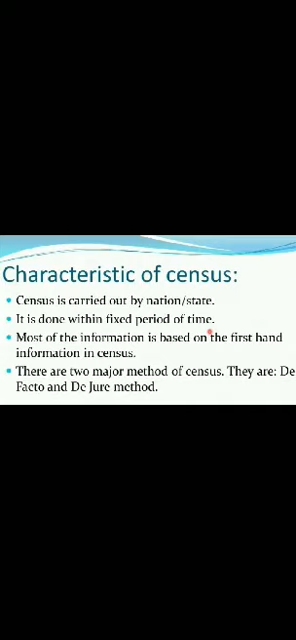 Characteristic of census:
Census is carried out by nation/state.
It is done within fixed period of time.
Most of the information is based on the first hand
information in census.
There are two major method of census. They are: De
Facto and De Jure method.